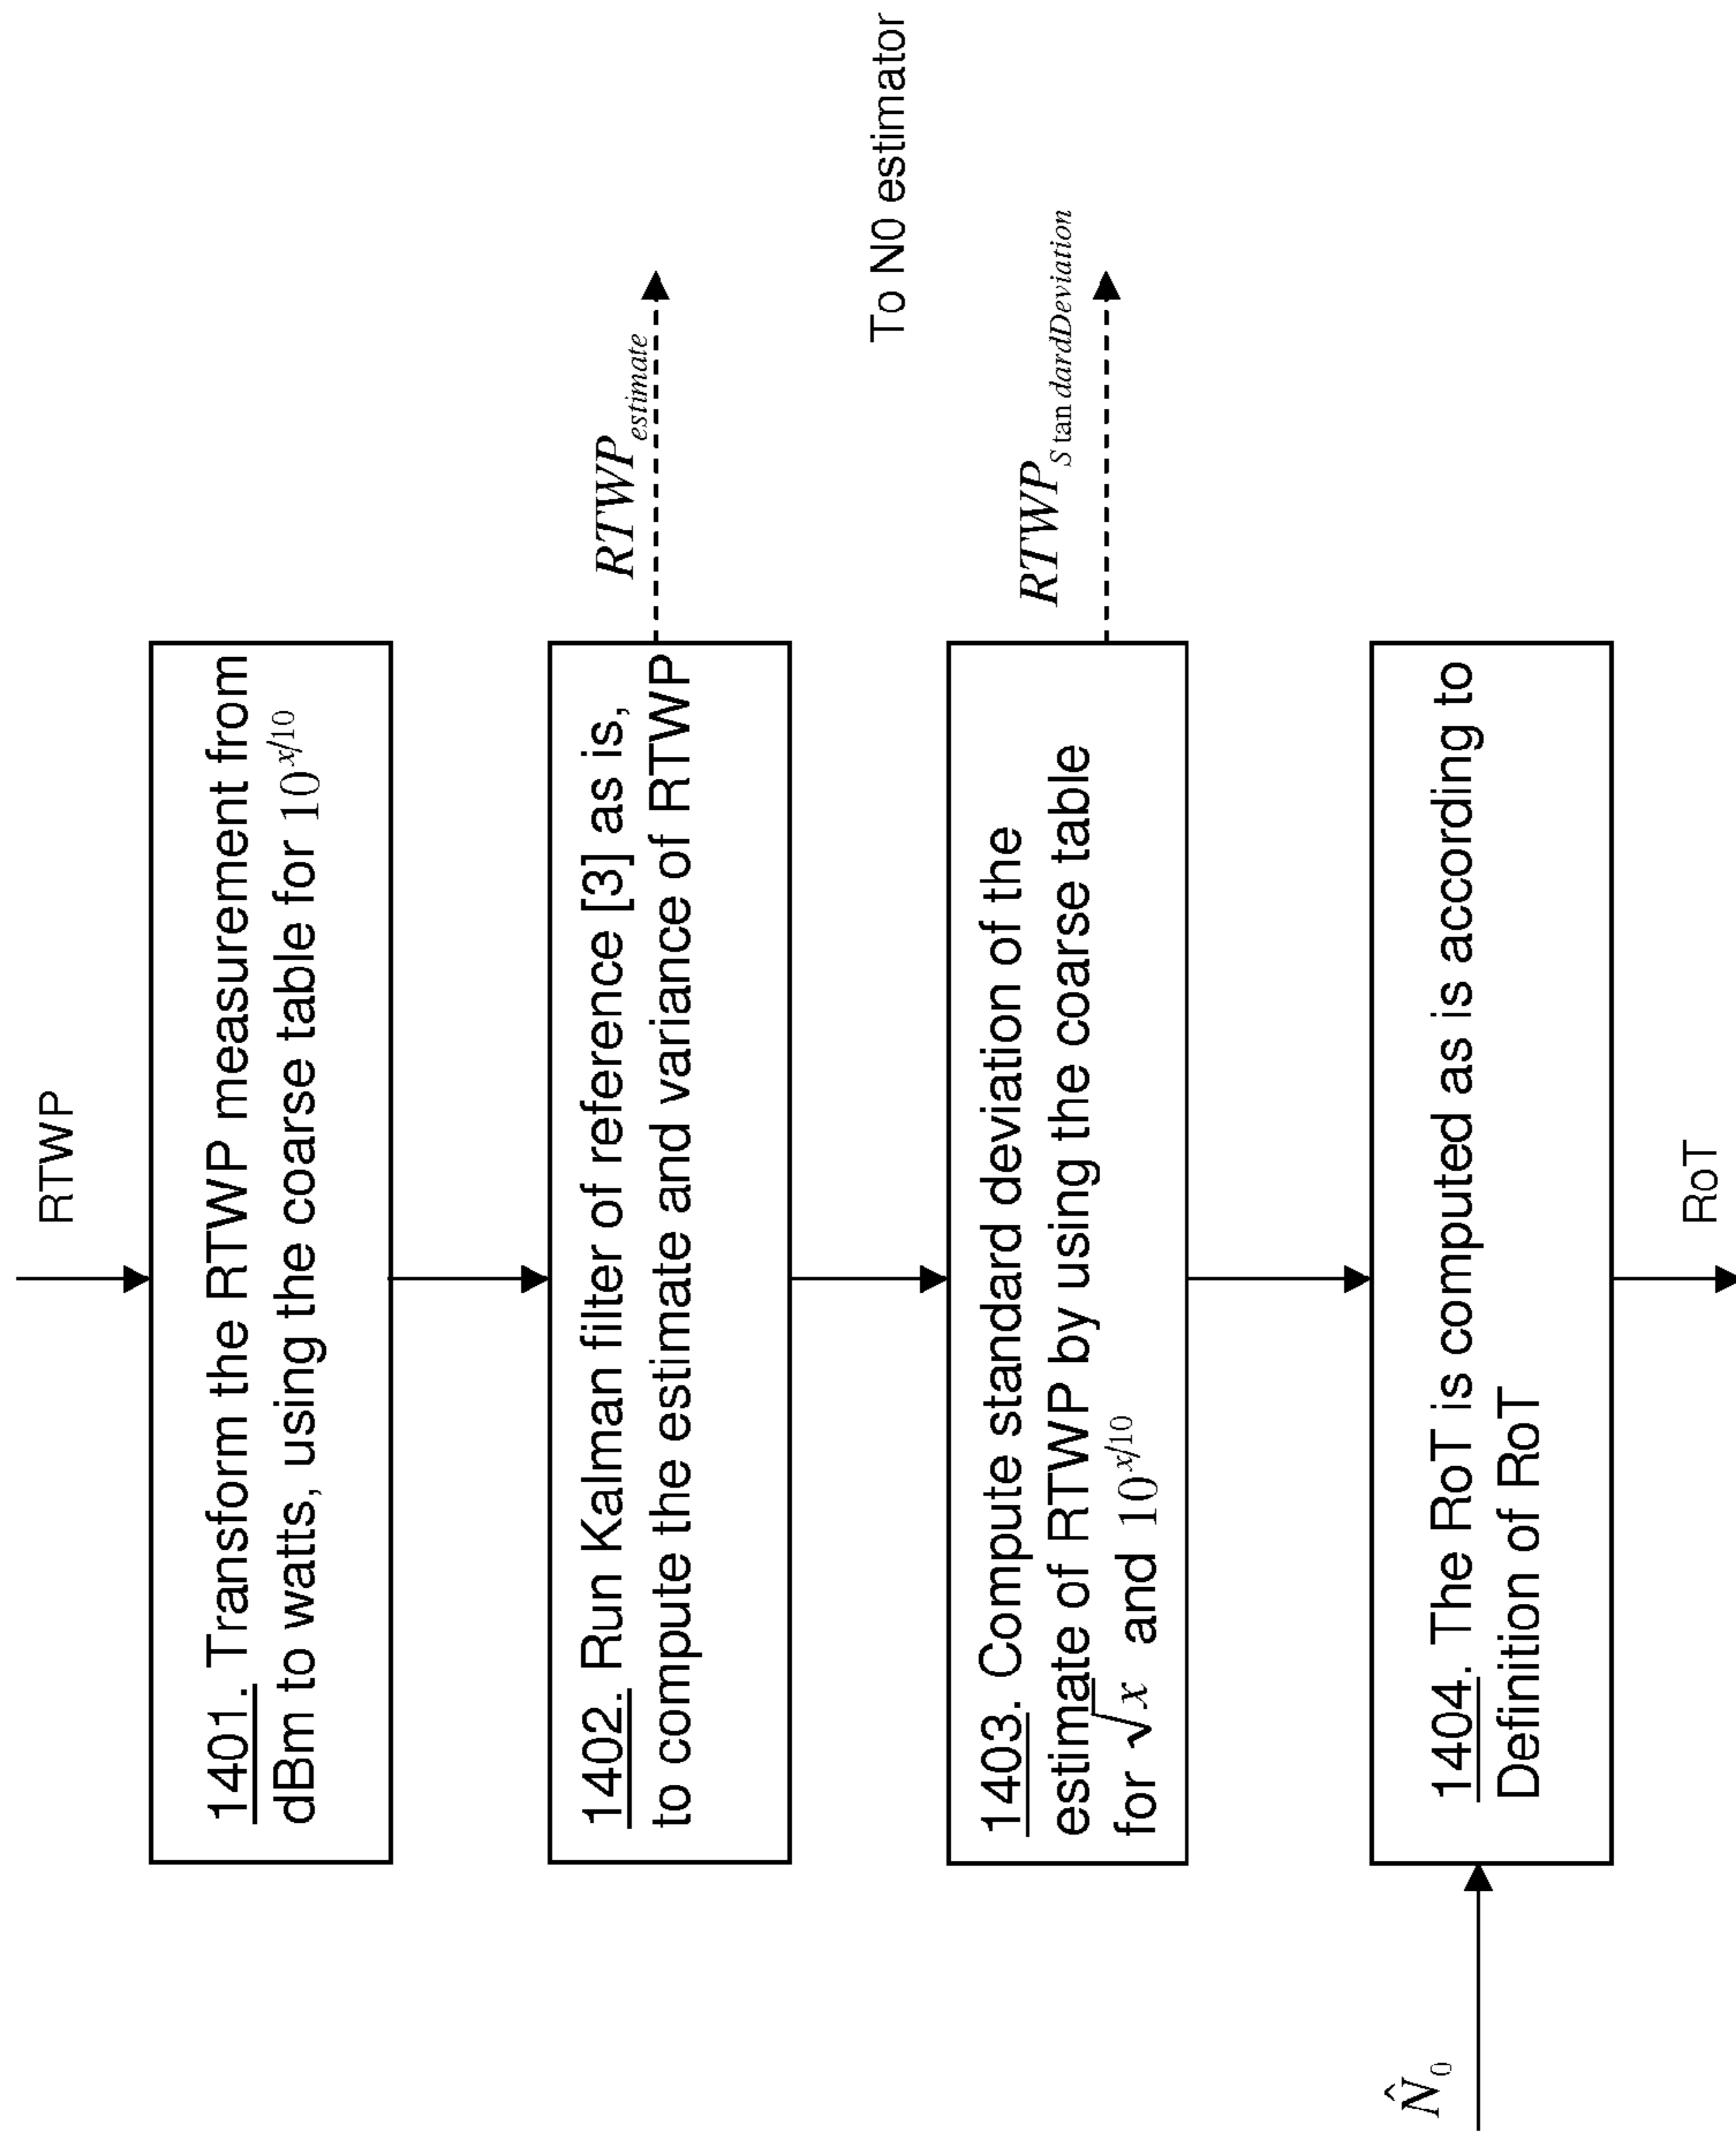 RTWP
1401. Transform the RTWP measurement from
dBm to watts, using the coarse table for 10^{x/10}
1402. Run Kalman filter of reference [3] as is,
to compute the estimate and variance of RTWP
RTWP_{estimate}
To N0 estimator
1403. Compute standard deviation of the
estimate of RTWP by using the coarse table
for √x and 10^{x/10}
RTWP_{S tan dardDeviation}
N̂_0
1404. The RoT is computed as is according to
Definition of RoT
RoT